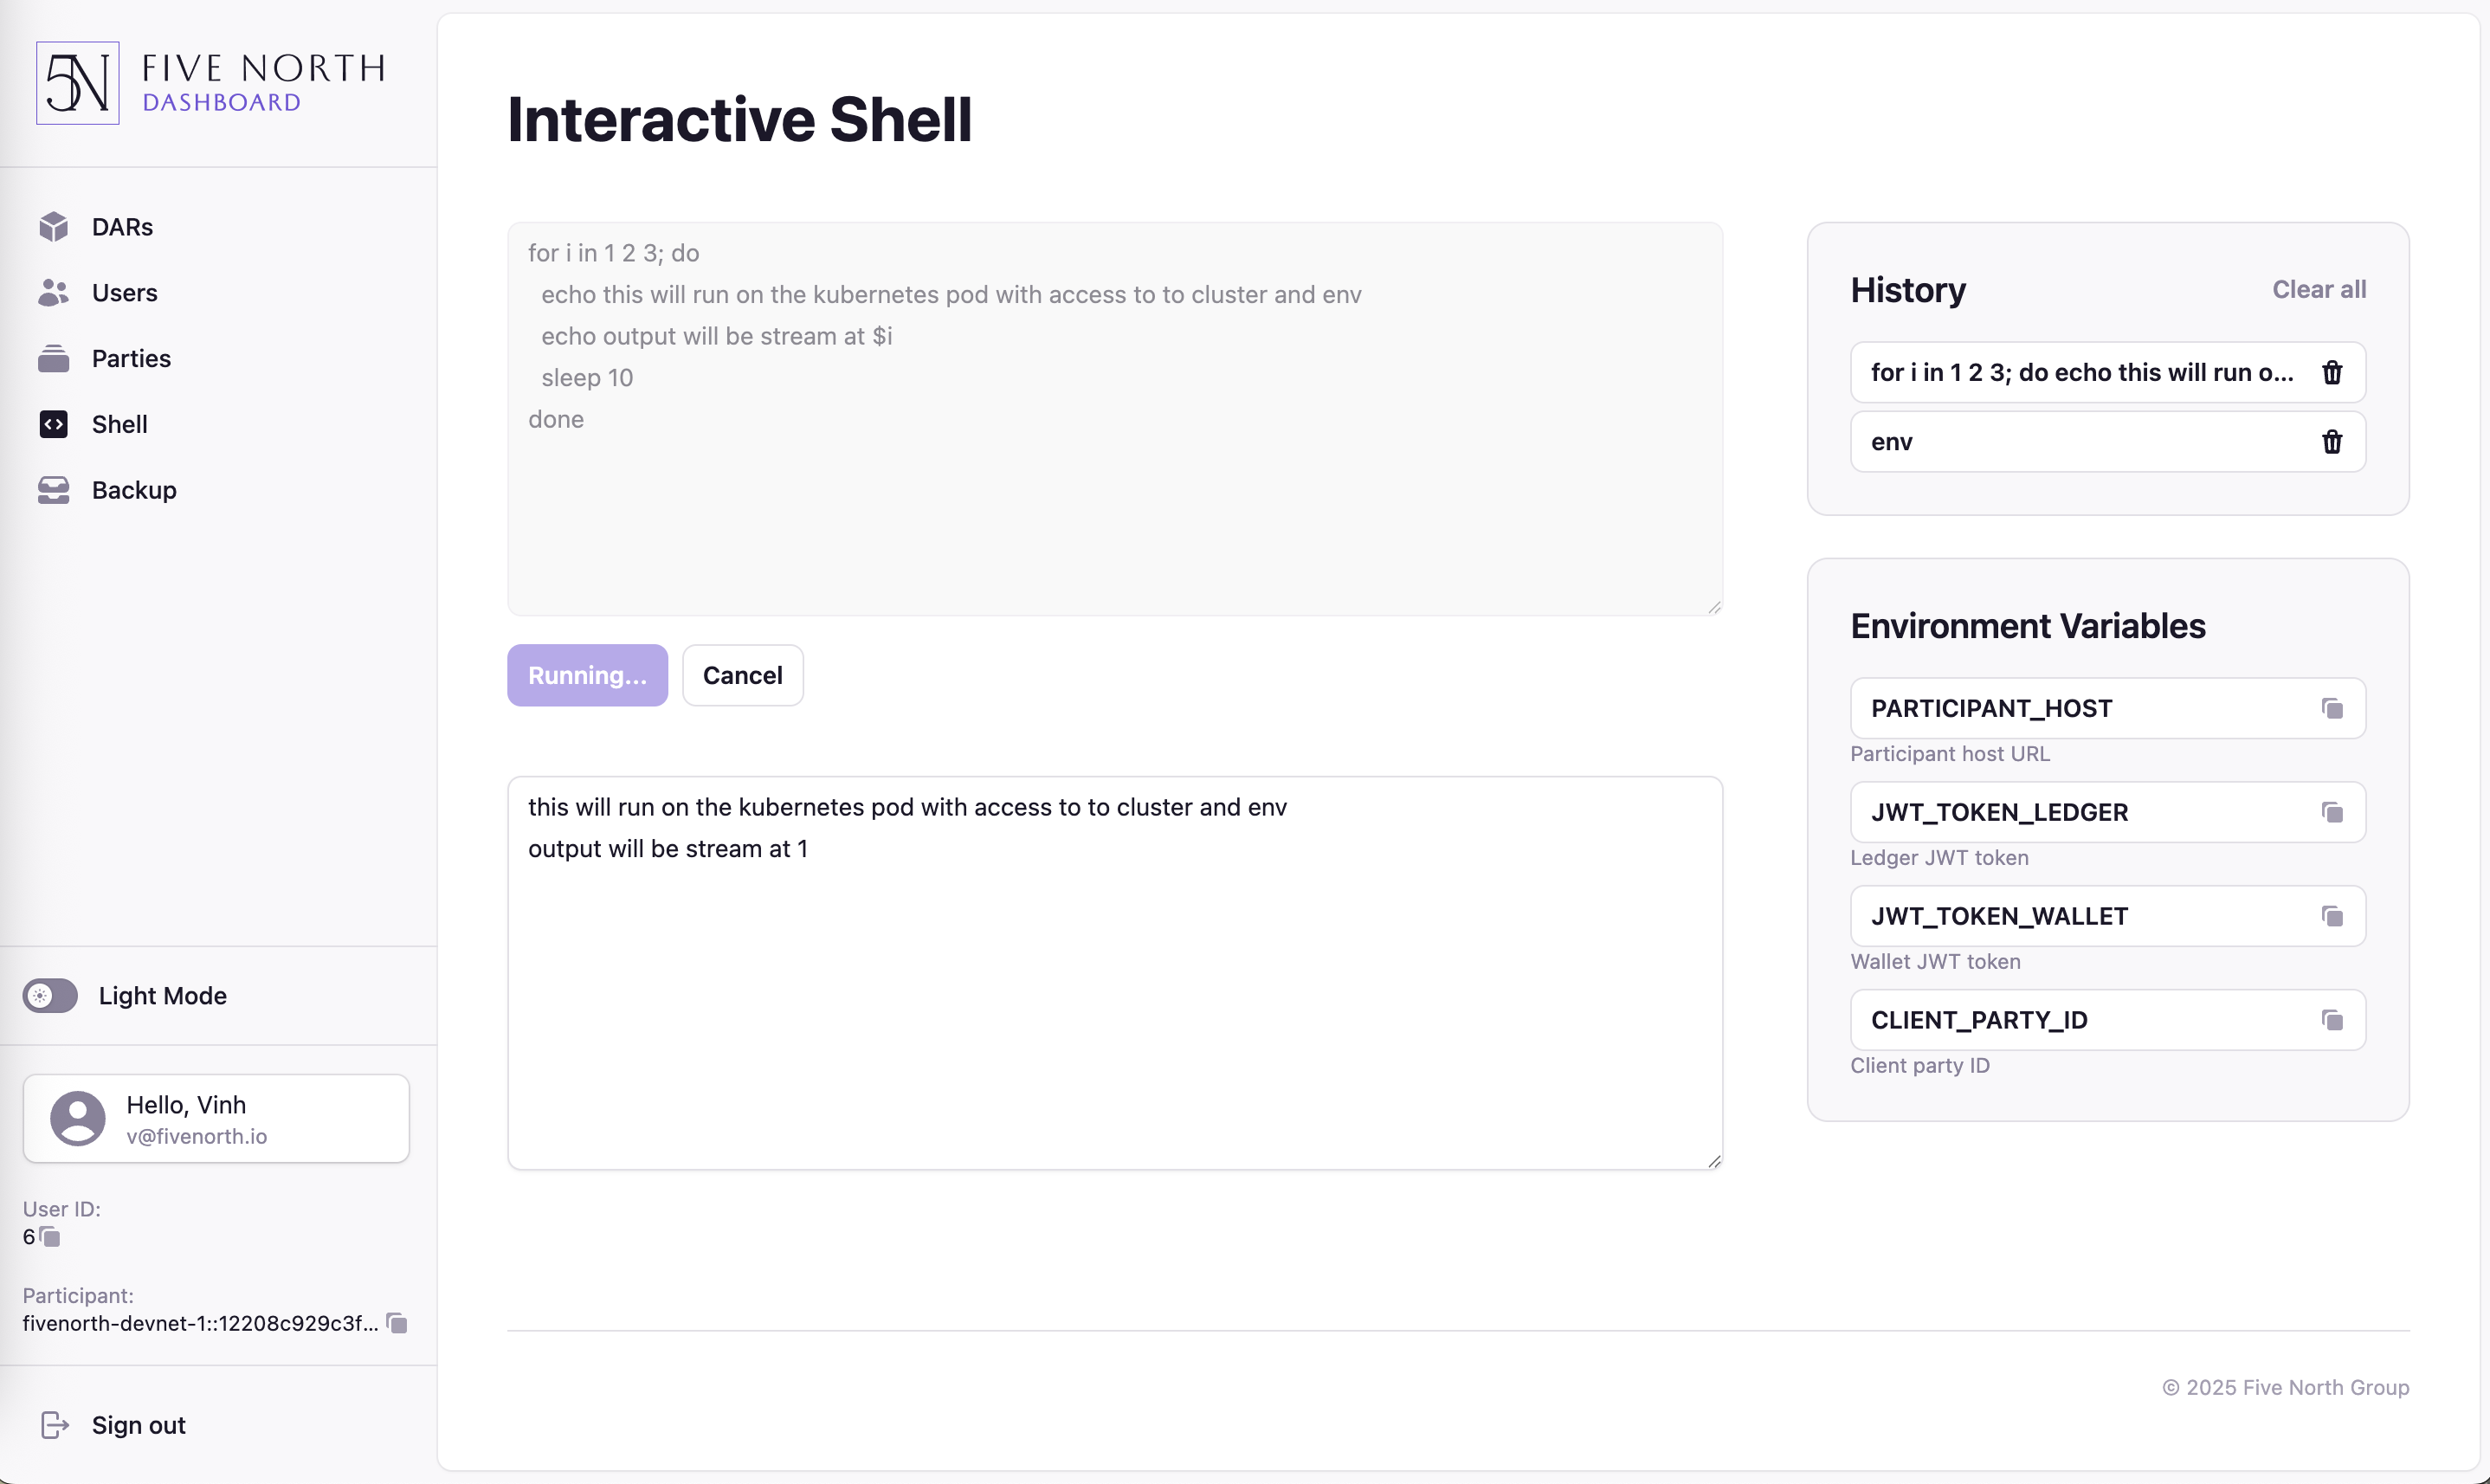 5N
FIVE NORTH
DASHBOARD
DARs
Users
Parties
Shell
Backup
Light Mode
Hello, Vinh
v@fivenorth.io
User ID:
6
Participant:
fivenorth-devnet-1::12208c929c3f...
Sign out
Interactive Shell
for i in 1 2 3; do
  echo this will run on the kubernetes pod with access to to cluster and env
  echo output will be stream at $i
  sleep 10
done
Running...
Cancel
this will run on the kubernetes pod with access to to cluster and env
output will be stream at 1
History
Clear all
for i in 1 2 3; do echo this will run o...
env
Environment Variables
PARTICIPANT_HOST
Participant host URL
JWT_TOKEN_LEDGER
Ledger JWT token
JWT_TOKEN_WALLET
Wallet JWT token
CLIENT_PARTY_ID
Client party ID
© 2025 Five North Group